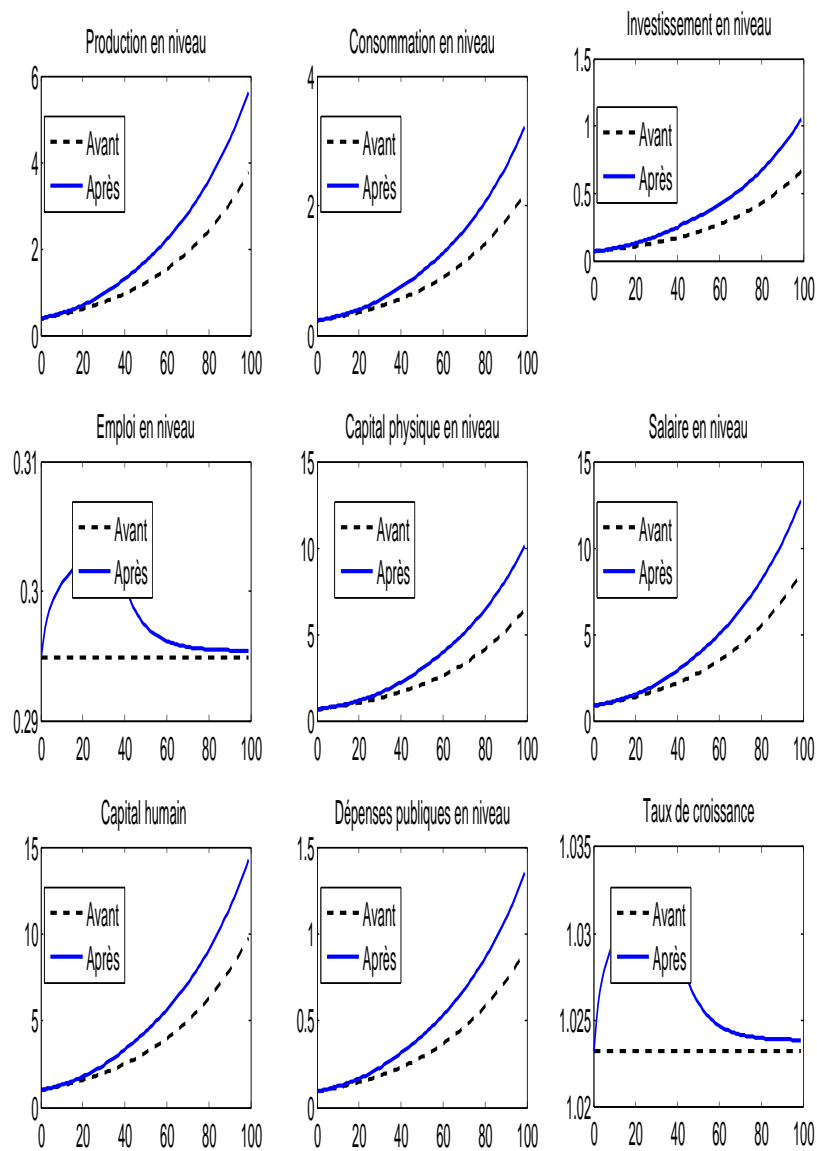 Production en niveau
6
4
2
0
0 20 40 60 80 100
Avant
Après
Consommation en niveau
4
2
0
0 20 40 60 80 100
Avant
Après
Investissement en niveau
1.5
1
0.5
0
0 20 40 60 80 100
Avant
Après
Emploi en niveau
0.31
0.3
0.29
0 20 40 60 80 100
Avant
Après
Capital physique en niveau
15
10
5
0
0 20 40 60 80 100
Avant
Après
Salaire en niveau
15
10
5
0
0 20 40 60 80 100
Avant
Après
Capital humain
15
10
5
0
0 20 40 60 80 100
Avant
Après
Dépenses publiques en niveau
1.5
1
0.5
0
0 20 40 60 80 100
Avant
Après
Taux de croissance
1.035
1.03
1.025
1.02
0 20 40 60 80 100
Avant
Après